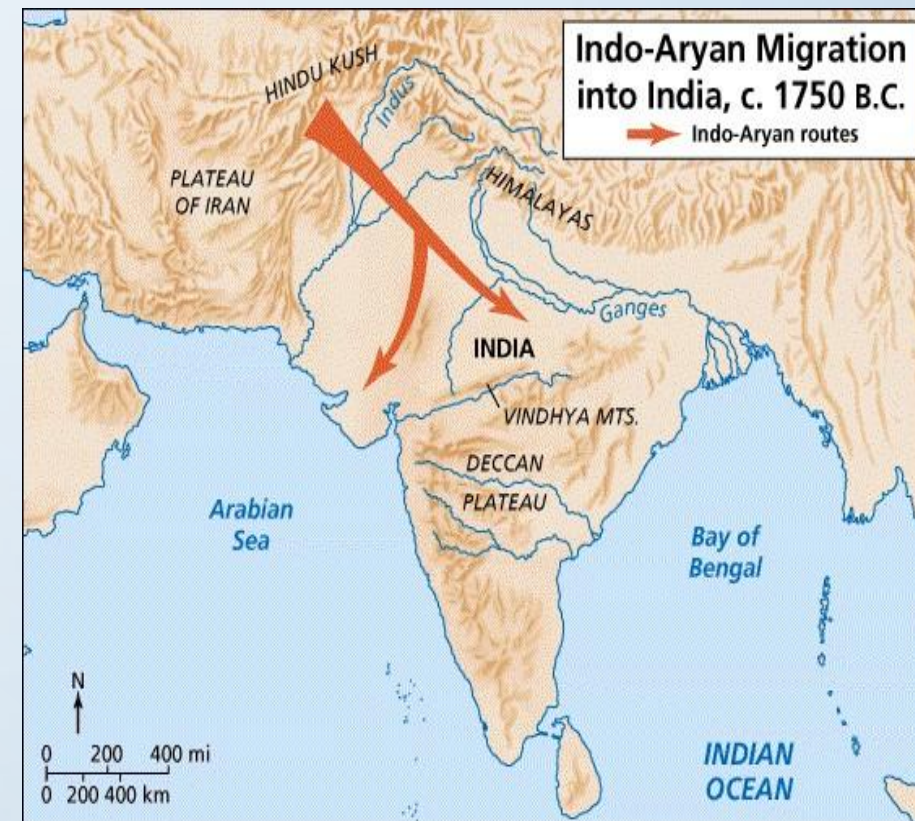 Indo-Aryan Migration
into India, c. 1750 B.C.
Indo-Aryan routes
HINDU KUSH
Indus
PLATEAU
OF IRAN
HIMALAYAS
Ganges
INDIA
VINDHYA MTS.
DECCAN
PLATEAU
Arabian
Sea
Bay of
Bengal
N
0 200 400 mi
0 200 400 km
INDIAN
OCEAN